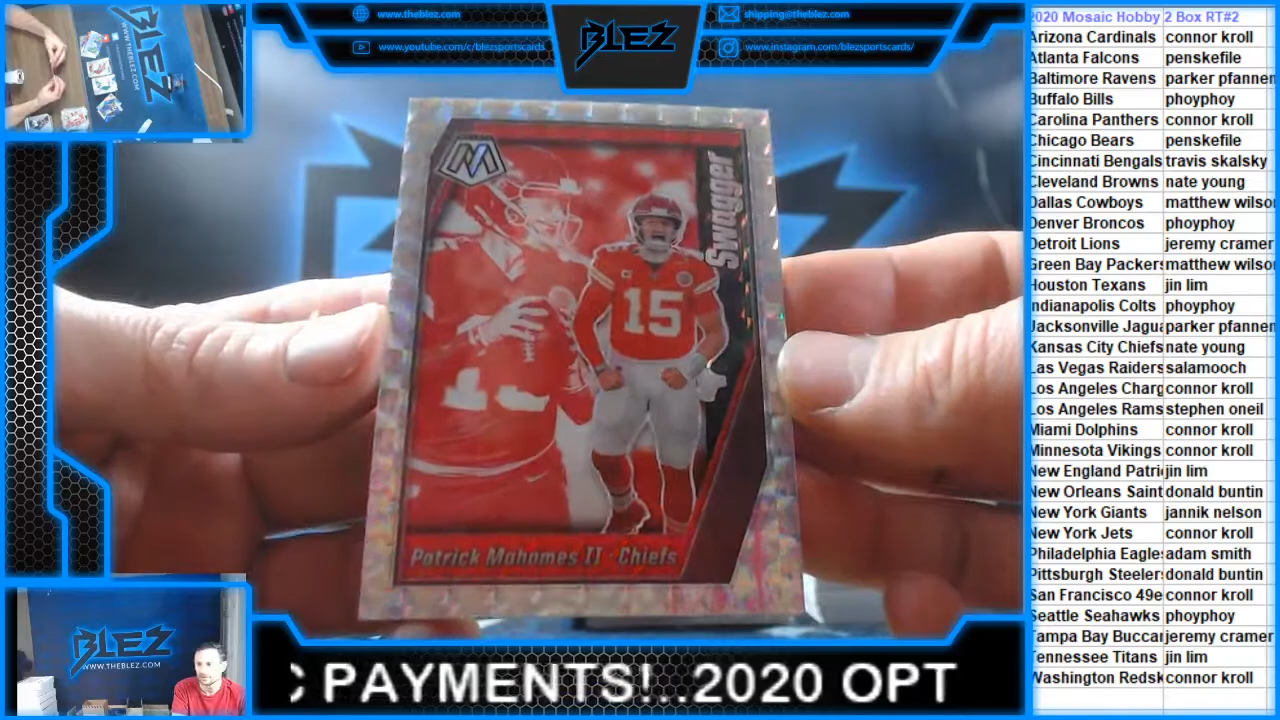 www.theblez.com
www.youtube.com/c/blezsportscards
BLEZ
shipping@theblez.com
www.instagram.com/blezsportscards/
BLEZ
WWW.THEBLEZ.COM
M
Swagger
15
15
Patrick Mahomes II · Chiefs
BLEZ
WWW.THEBLEZ.COM
C PAYMENTS!..2020 OPT
2020 Mosaic Hobby 2 Box RT#2
Arizona Cardinals connor kroll
Atlanta Falcons penskefile
Baltimore Ravens parker pfannen
Buffalo Bills phoyphoy
Carolina Panthers connor kroll
Chicago Bears penskefile
Cincinnati Bengals travis skalsky
Cleveland Browns nate young
Dallas Cowboys matthew wilso
Denver Broncos phoyphoy
Detroit Lions jeremy cramer
Green Bay Packers matthew wilso
Houston Texans jin lim
Indianapolis Colts phoyphoy
Jacksonville Jagua parker pfannen
Kansas City Chiefs nate young
Las Vegas Raiders salamooch
Los Angeles Charg connor kroll
Los Angeles Rams stephen oneil
Miami Dolphins connor kroll
Minnesota Vikings connor kroll
New England Patri jin lim
New Orleans Saint donald buntin
New York Giants jannik nelson
New York Jets connor kroll
Philadelphia Eagle adam smith
Pittsburgh Steeler donald buntin
San Francisco 49e connor kroll
Seattle Seahawks phoyphoy
Tampa Bay Buccar jeremy cramer
Tennessee Titans jin lim
Washington Redsk connor kroll